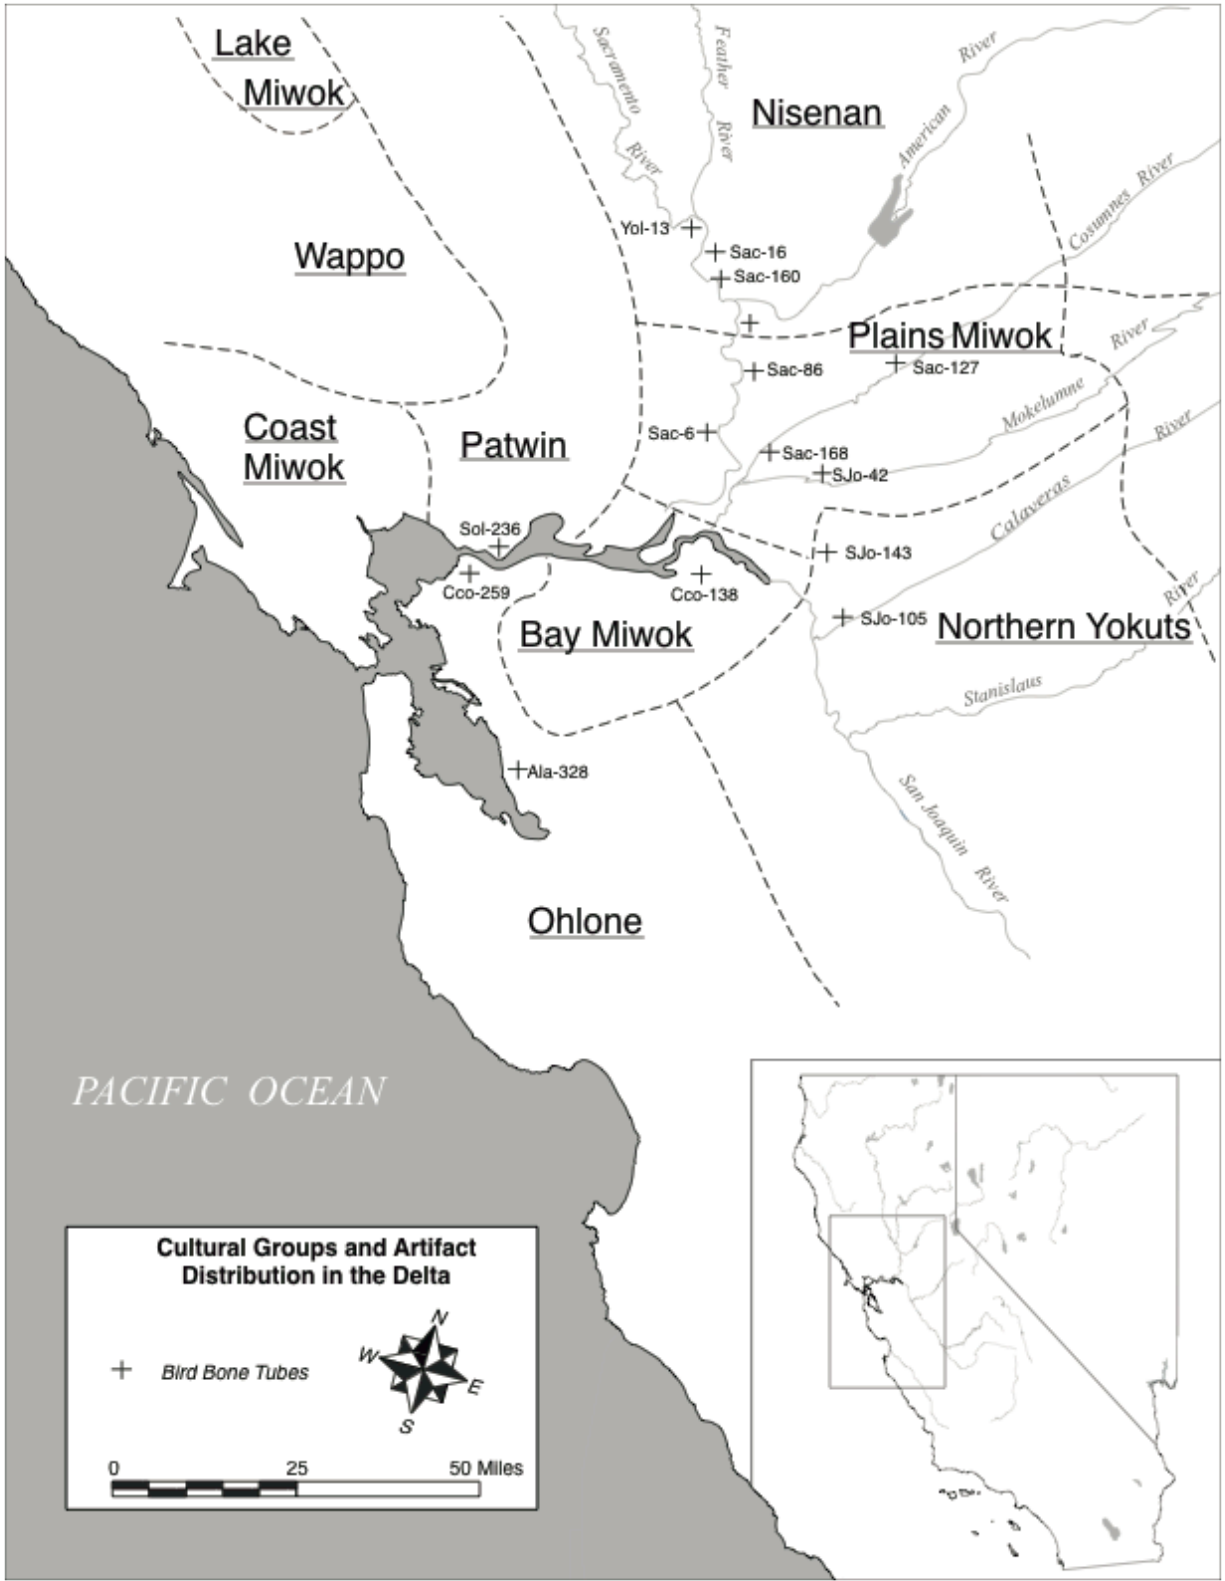 Lake
Miwok
Sacramento
River
Feather
River
Nisenan
American
River
Cosumnes River
Yol-13
Sac-16
Sac-160
Wappo
Plains Miwok
River
Sac-86
Sac-127
Mokelumne
Coast
Miwok
Patwin
Sac-6
Sac-168
SJo-42
River
Calaveras
Sol-236
Cco-259
Cco-138
SJo-143
River
SJo-105
Northern Yokuts
Bay Miwok
Stanislaus
Ala-328
San Joaquin
River
Ohlone
PACIFIC OCEAN
Cultural Groups and Artifact
Distribution in the Delta
Bird Bone Tubes
N
W
E
S
0 25 50 Miles